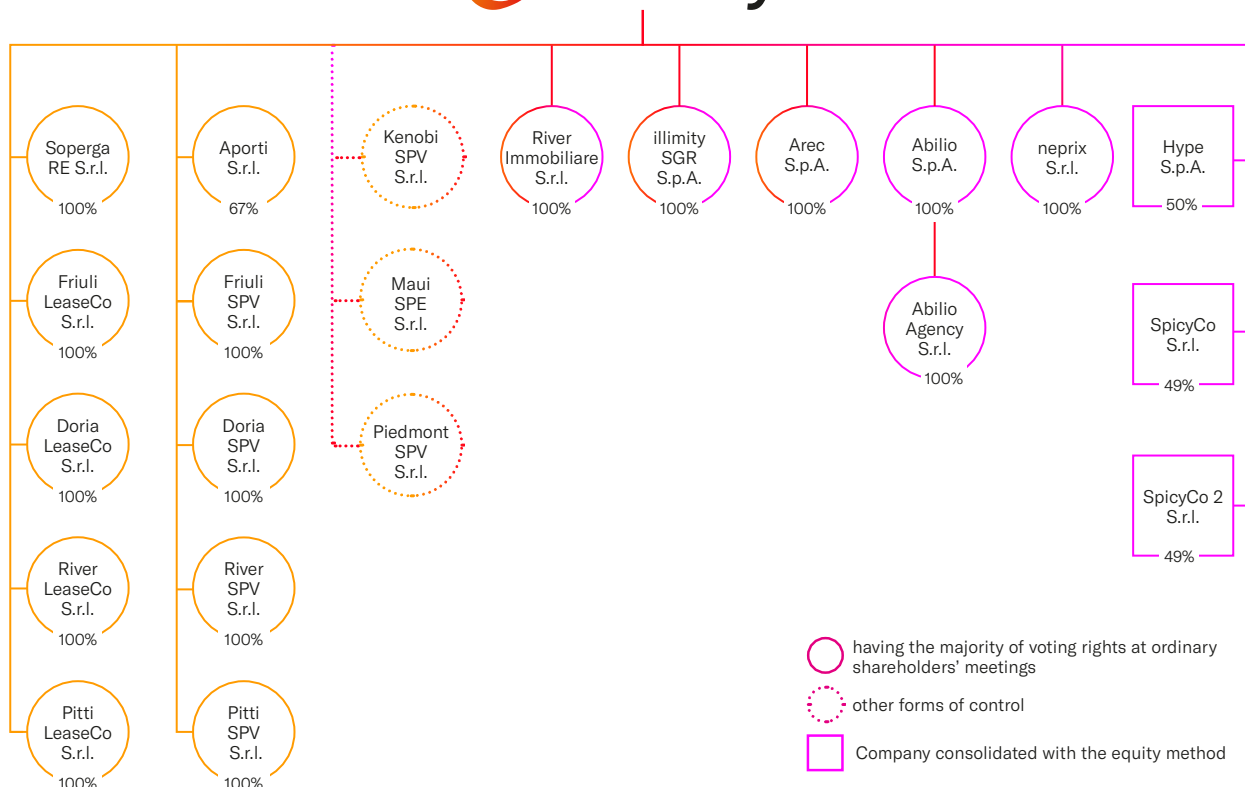 Soperga
RE S.r.l.
100%
Friuli
LeaseCo
S.r.l.
100%
Doria
LeaseCo
S.r.l.
100%
River
LeaseCo
S.r.l.
100%
Pitti
LeaseCo
S.r.l.
100%
Aporti
S.r.l.
67%
Friuli
SPV
S.r.l.
100%
Doria
SPV
S.r.l.
100%
River
SPV
S.r.l.
100%
Pitti
SPV
S.r.l.
100%
Kenobi
SPV
S.r.l.
Maui
SPE
S.r.l.
Piedmont
SPV
S.r.l.
River
Immobiliare
S.r.l.
100%
illimity
SGR
S.p.A.
100%
Arec
S.p.A.
100%
Abilio
S.p.A.
100%
Abilio
Agency
S.r.l.
100%
neprix
S.r.l.
100%
Hype
S.p.A.
50%
SpicyCo
S.r.l.
49%
SpicyCo 2
S.r.l.
49%
having the majority of voting rights at ordinary
shareholders' meetings
other forms of control
Company consolidated with the equity method